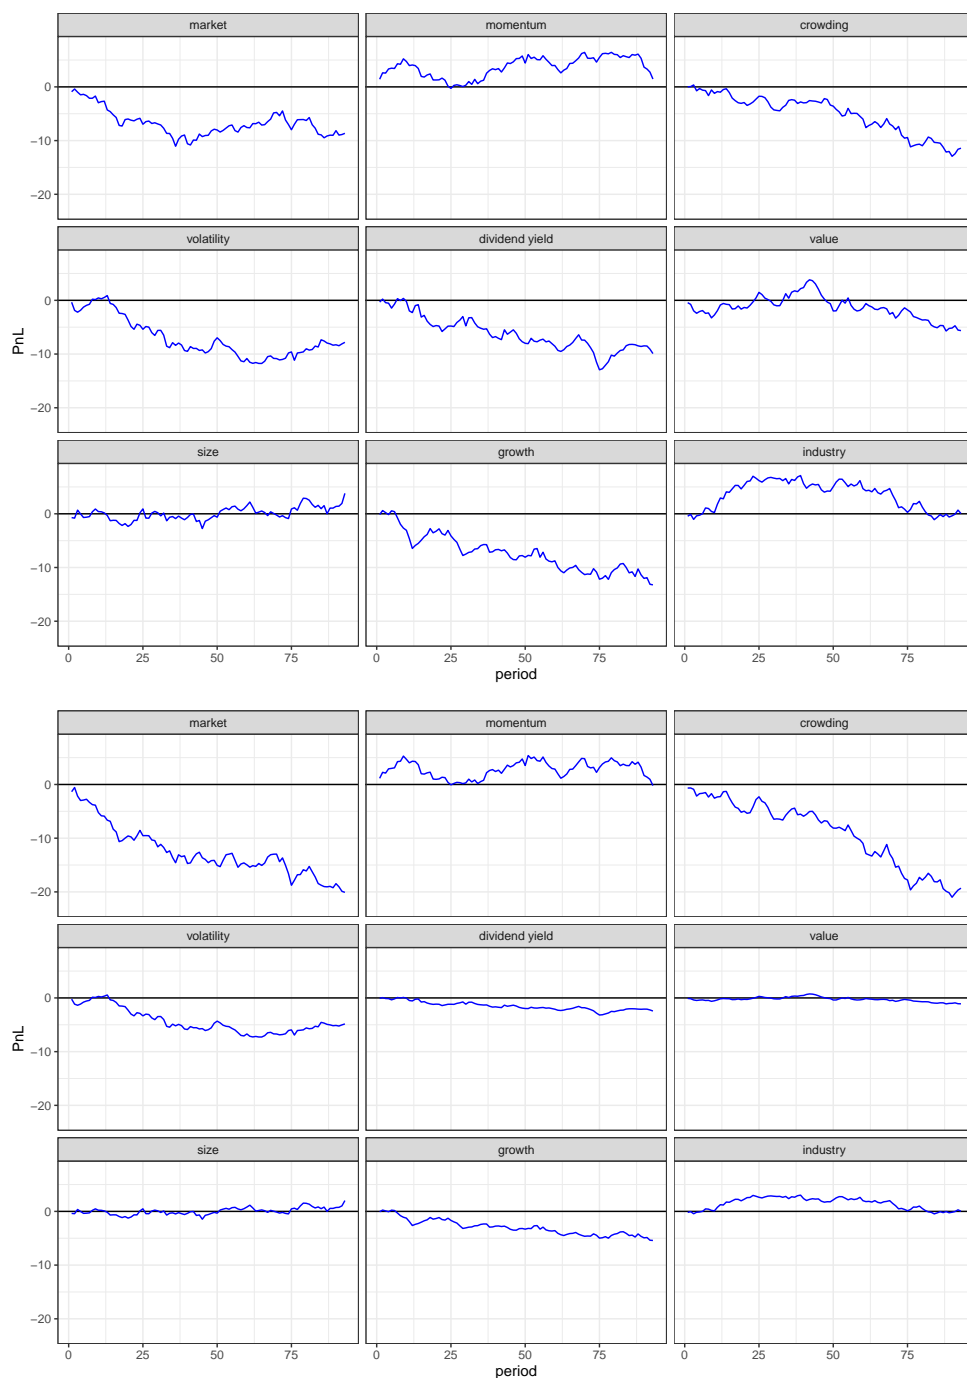 market momentum crowding
0
−10
−20
volatility dividend yield value
0
−10
−20
PnL
size growth industry
0
−10
−20
0 25 50 75 0 25 50 75 0 25 50 75
period
market momentum crowding
0
−10
−20
volatility dividend yield value
0
−10
−20
PnL
size growth industry
0
−10
−20
0 25 50 75 0 25 50 75 0 25 50 75
period